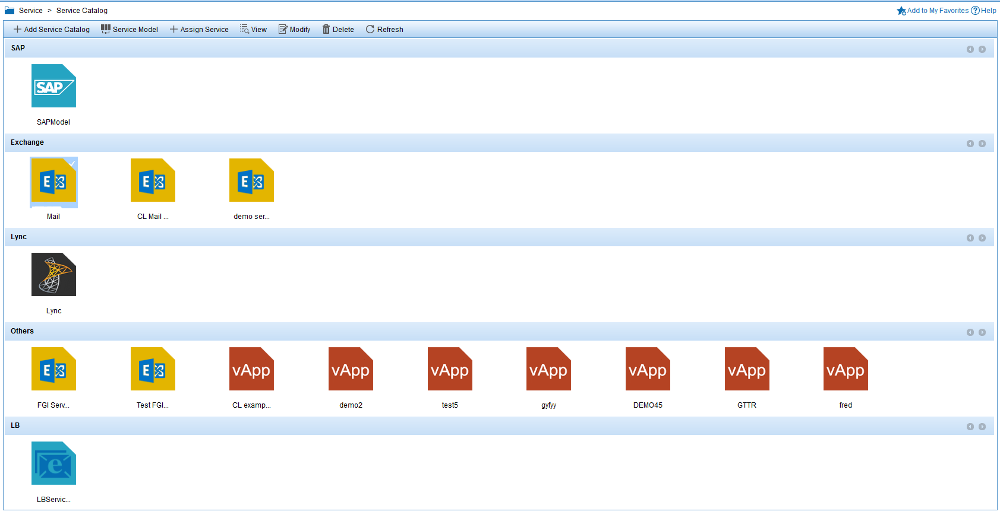 Service > Service Catalog
Add to My Favorites Help
Add Service Catalog Service Model Assign Service View Modify Delete Refresh
SAP
SAP
SAPModel
Exchange
E E E
Mail CL Mail ... demo ser...
Lync
Lync
Others
E E vApp vApp vApp vApp vApp vApp vApp
FGI Serv... Test FGI... CL examp... demo2 test5 gyfyy DEMO45 GTTR fred
LB
e
LBServic...